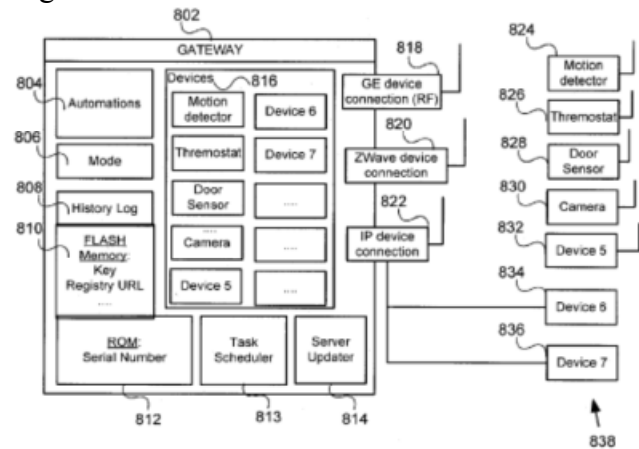 802
GATEWAY
804
Automations
806
Mode
808
History Log
810
FLASH
Memory:
Key
Registry URL
....
Devices
816
Motion
detector
Device 6
Thremostat
Device 7
Door
Sensor
....
....
Camera
....
Device 5
....
ROM:
Serial Number
812
Task
Scheduler
813
Server
Updater
814
818
GE device
connection (RF)
820
ZWave device
connection
822
IP device
connection
824
Motion
detector
826
Thremostat
828
Door
Sensor
830
Camera
832
Device 5
834
Device 6
836
Device 7
838